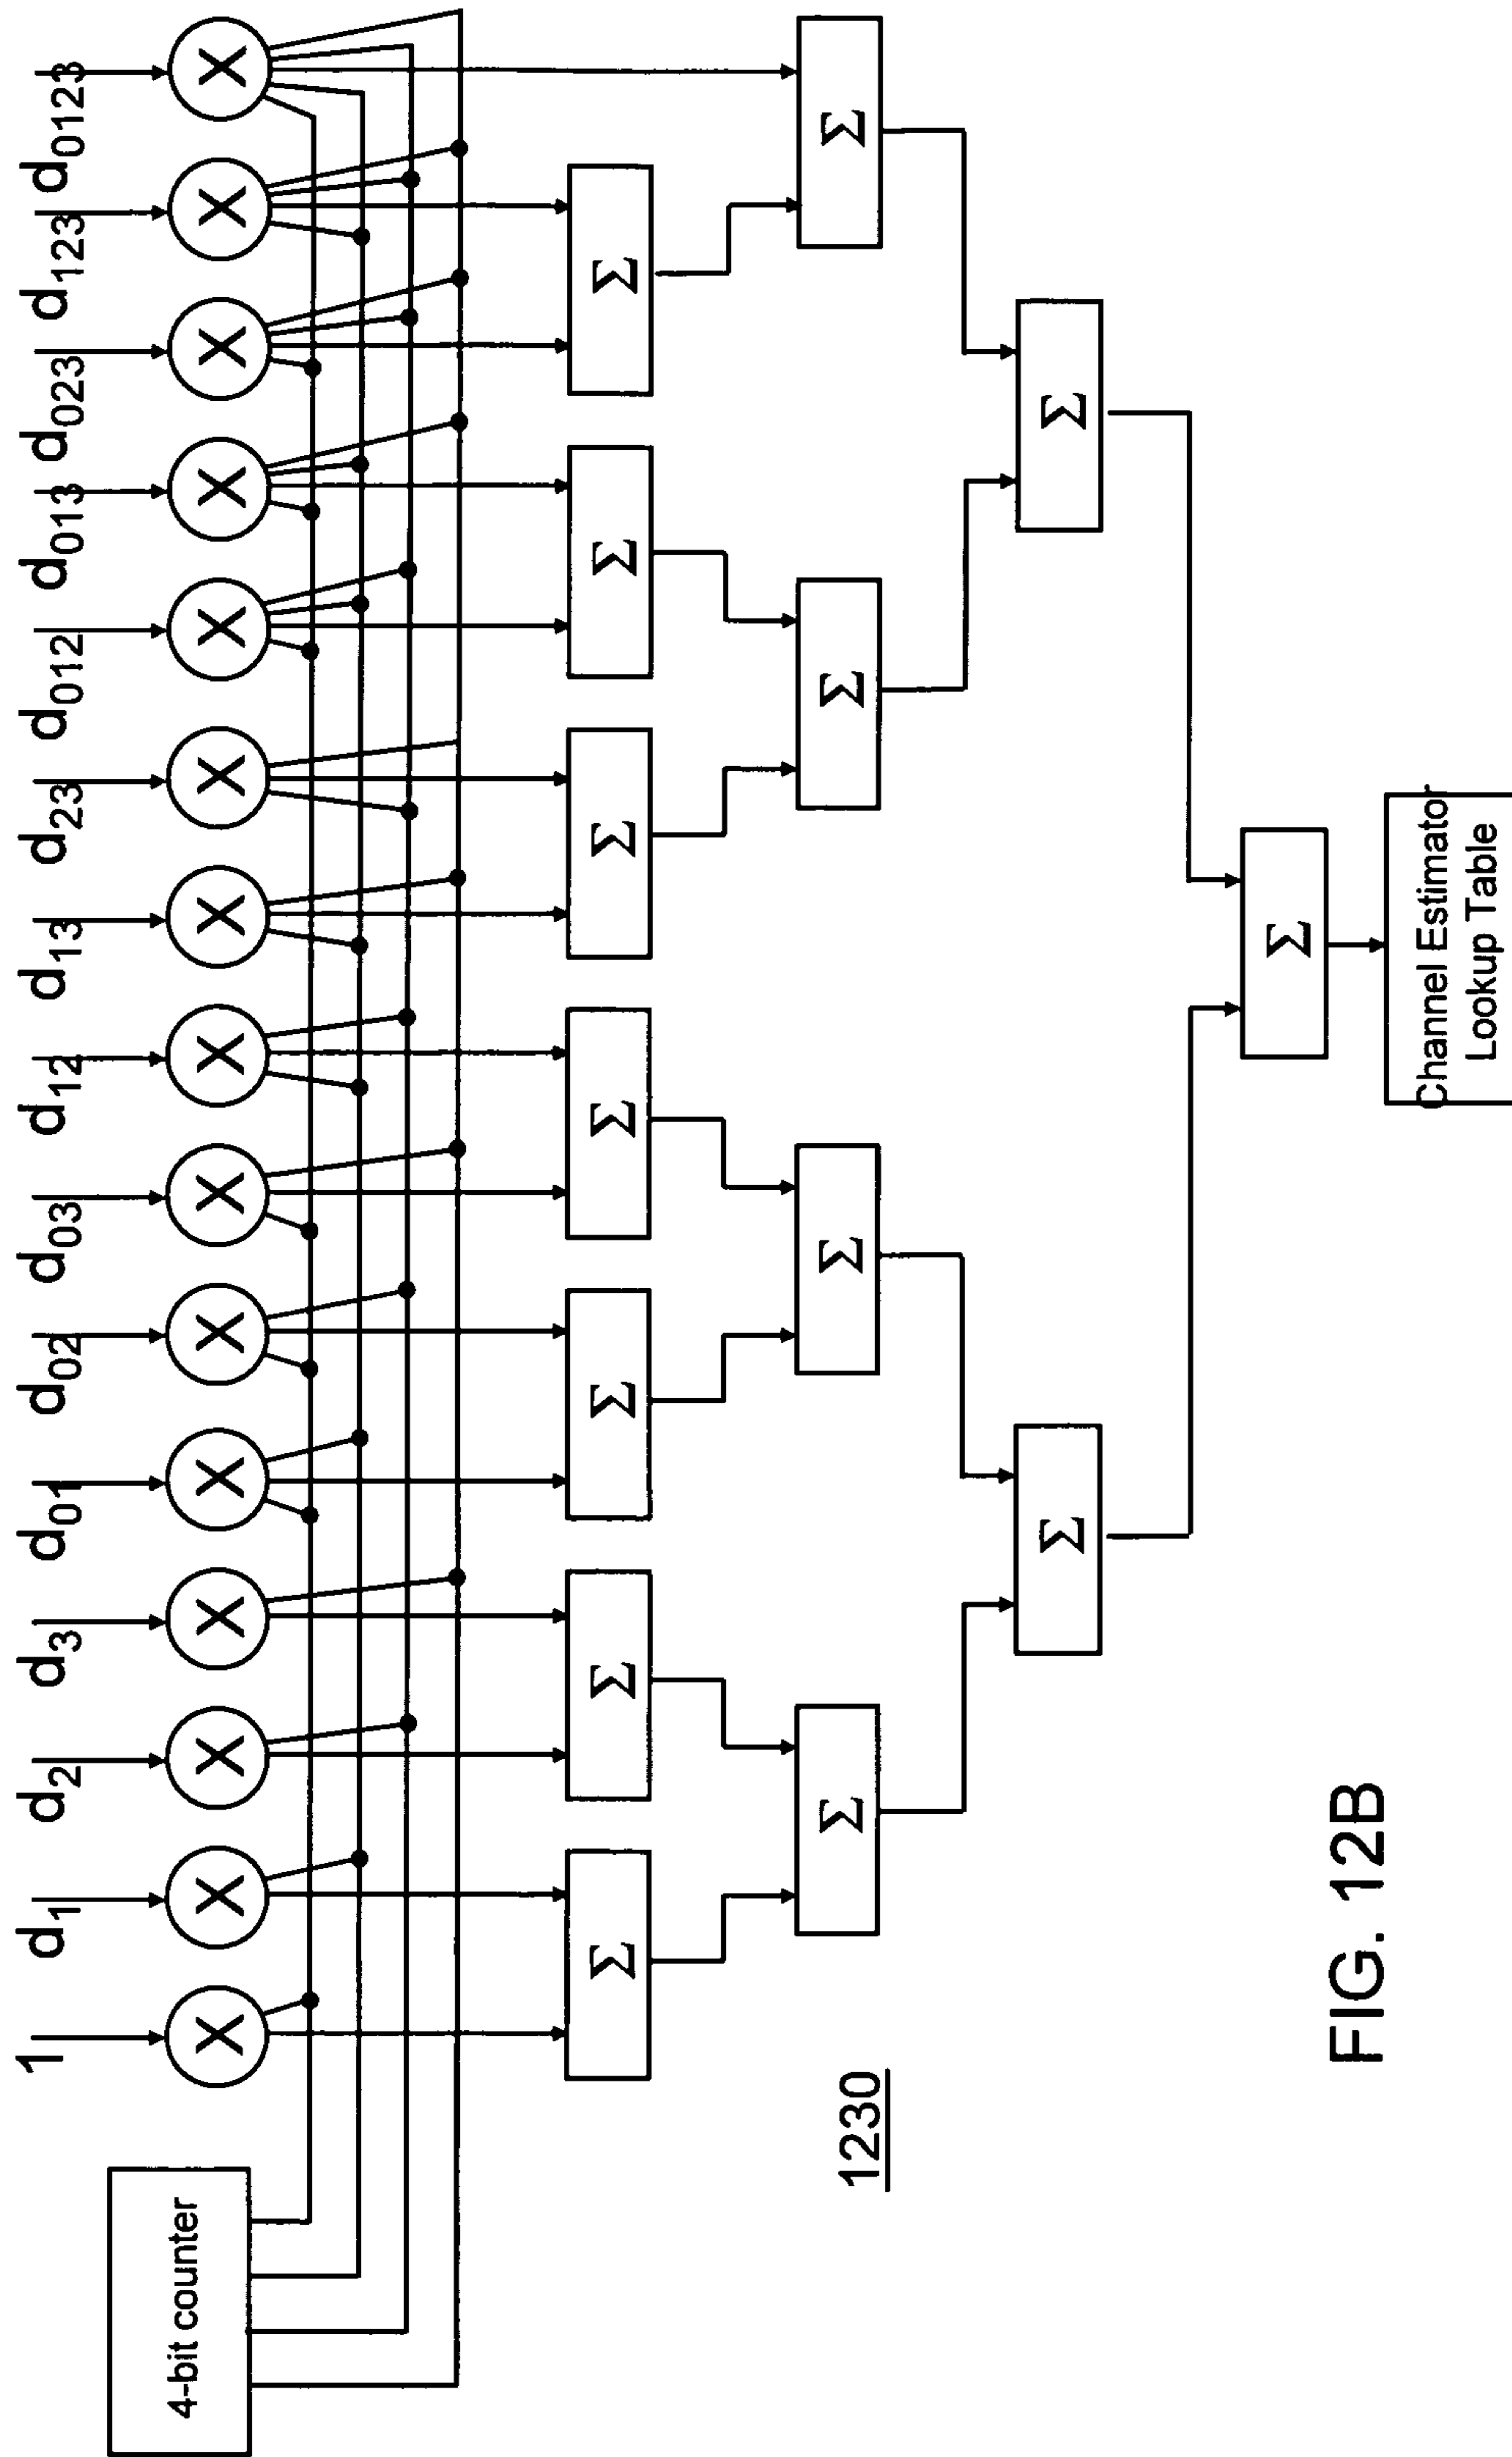 1 d₁ d₂ d₃ d₀₁ d₀₂ d₀₃ d₁₂ d₁₃ d₂₃ d₀₁₂ d₀₁₃ d₀₂₃ d₁₂₃ d₀₁₂₃
4-bit counter X X X X X X X X X X X X X X X
Σ Σ Σ Σ Σ Σ Σ
1230 Σ Σ Σ Σ
Σ Σ
Σ
FIG. 12B
Channel Estimator
Lookup Table